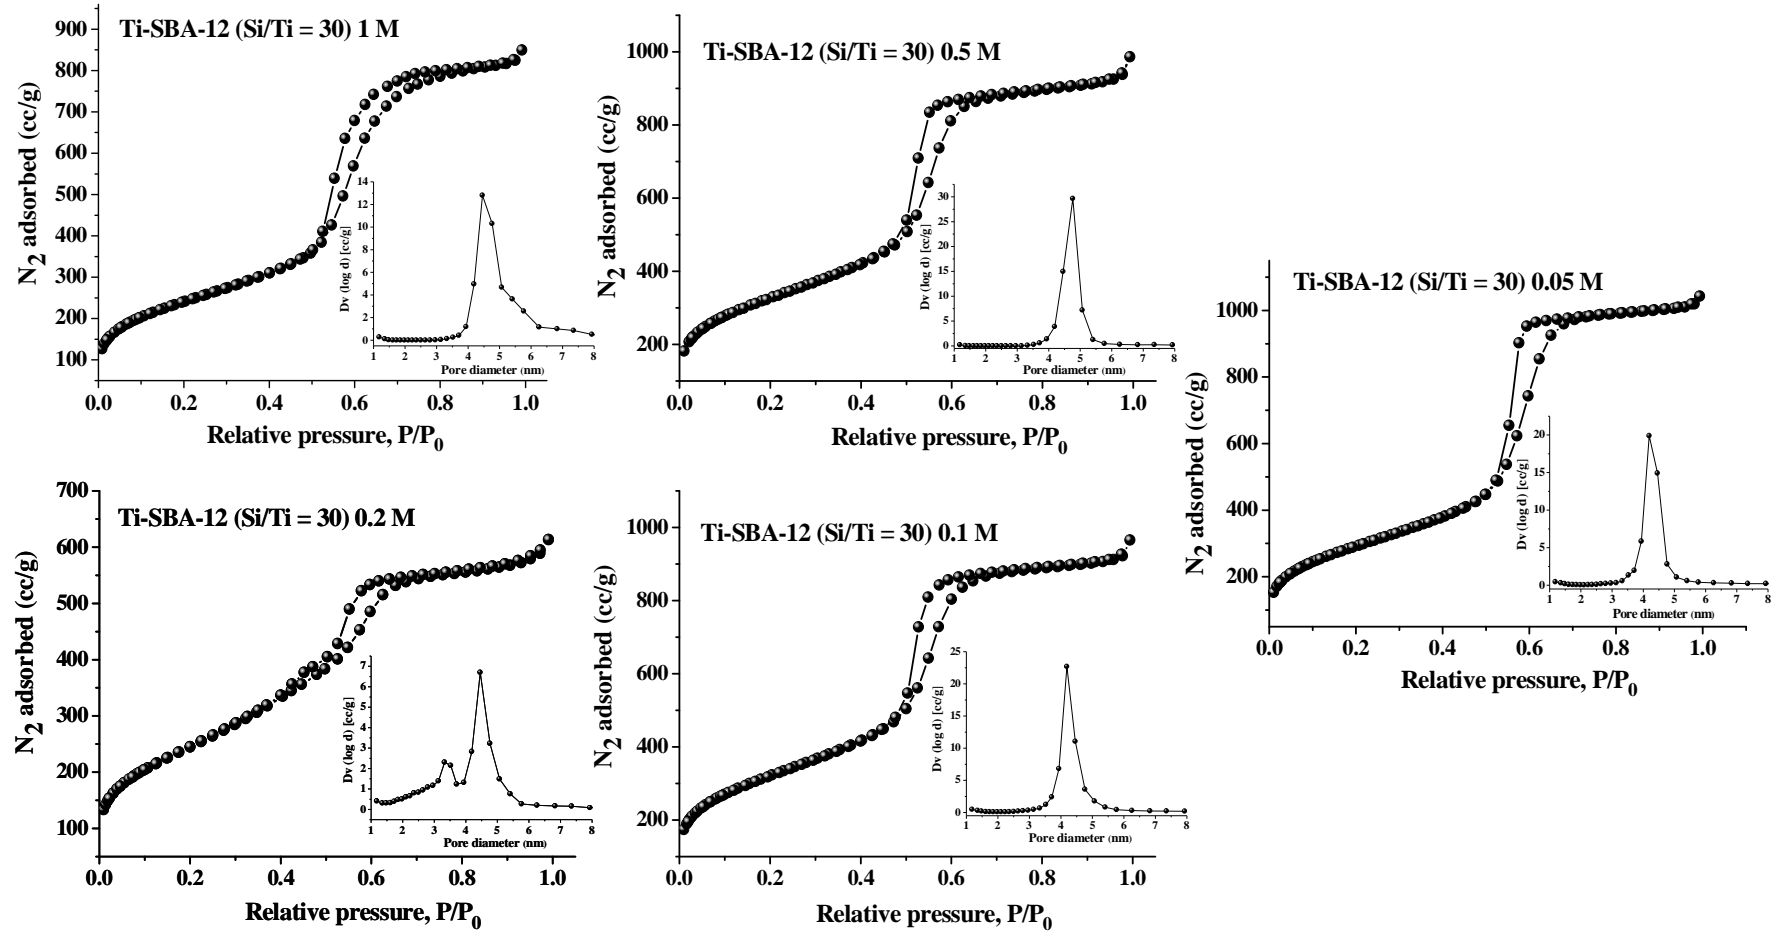 Ti-SBA-12 (Si/Ti = 30) 1 M
N2 adsorbed (cc/g)
900
800
700
600
500
400
300
200
100
0.0 0.2 0.4 0.6 0.8 1.0
Relative pressure, P/P0
Dv (log d) [cc/g]
14
12
10
8
6
4
2
0
1 2 3 4 5 6 7 8
Pore diameter (nm)
Ti-SBA-12 (Si/Ti = 30) 0.5 M
N2 adsorbed (cc/g)
1000
800
600
400
200
0.0 0.2 0.4 0.6 0.8 1.0
Relative pressure, P/P0
Dv (log d) [cc/g]
30
25
20
15
10
5
0
1 2 3 4 5 6 7 8
Pore diameter (nm)
Ti-SBA-12 (Si/Ti = 30) 0.05 M
N2 adsorbed (cc/g)
1000
800
600
400
200
0.0 0.2 0.4 0.6 0.8 1.0
Relative pressure, P/P0
Dv (log d) [cc/g]
20
15
10
5
0
1 2 3 4 5 6 7 8
Pore diameter (nm)
Ti-SBA-12 (Si/Ti = 30) 0.2 M
N2 adsorbed (cc/g)
700
600
500
400
300
200
100
0.0 0.2 0.4 0.6 0.8 1.0
Relative pressure, P/P0
Dv (log d) [cc/g]
7
6
5
4
3
2
1
0
1 2 3 4 5 6 7 8
Pore diameter (nm)
Ti-SBA-12 (Si/Ti = 30) 0.1 M
N2 adsorbed (cc/g)
1000
800
600
400
200
0.0 0.2 0.4 0.6 0.8 1.0
Relative pressure, P/P0
Dv (log d) [cc/g]
25
20
15
10
5
0
1 2 3 4 5 6 7 8
Pore diameter (nm)